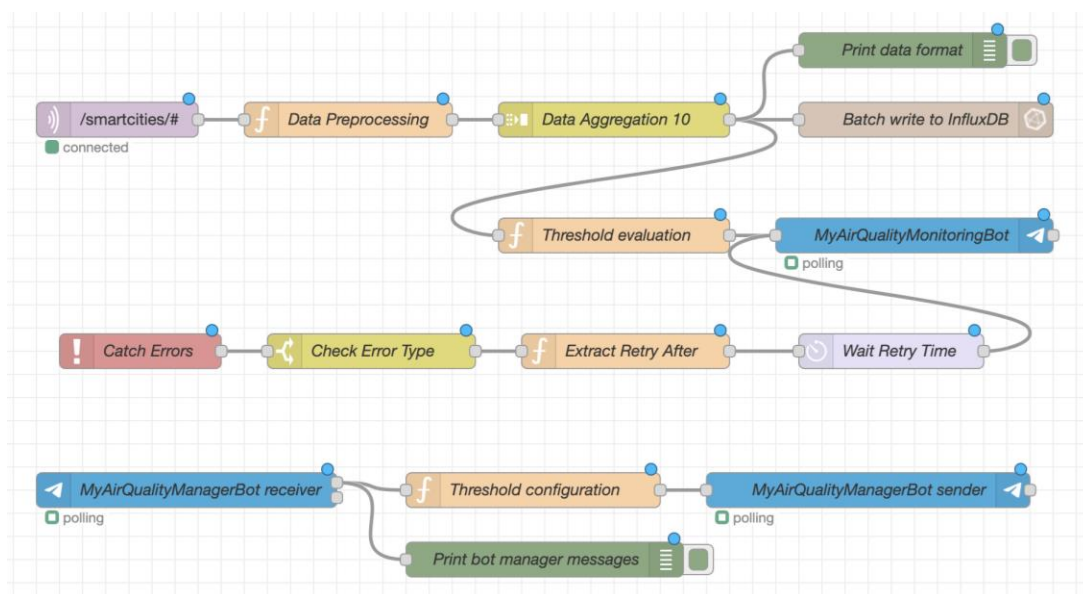 Print data format
/smartcities/#
Data Preprocessing
Data Aggregation 10
Batch write to InfluxDB
connected
Threshold evaluation
MyAirQualityMonitoringBot
polling
Catch Errors
Check Error Type
Extract Retry After
Wait Retry Time
MyAirQualityManagerBot receiver
Threshold configuration
MyAirQualityManagerBot sender
polling
polling
Print bot manager messages